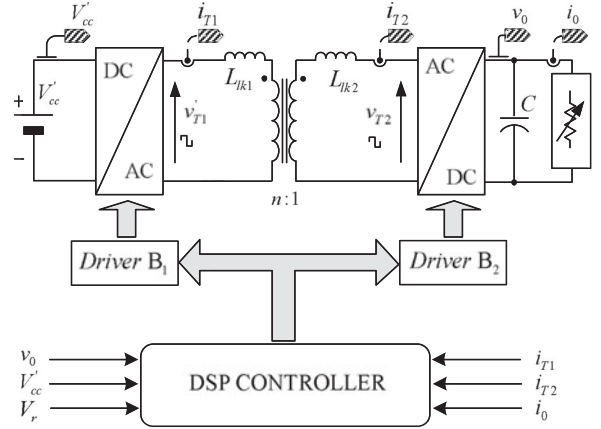 V'cc iT1 iT2 v0 i0
DC AC
+ V'cc − Llk1 Llk2 C
v'T1 vT2
AC DC
n:1
Driver B1 Driver B2
v0 iT1
V'cc DSP CONTROLLER iT2
Vr i0